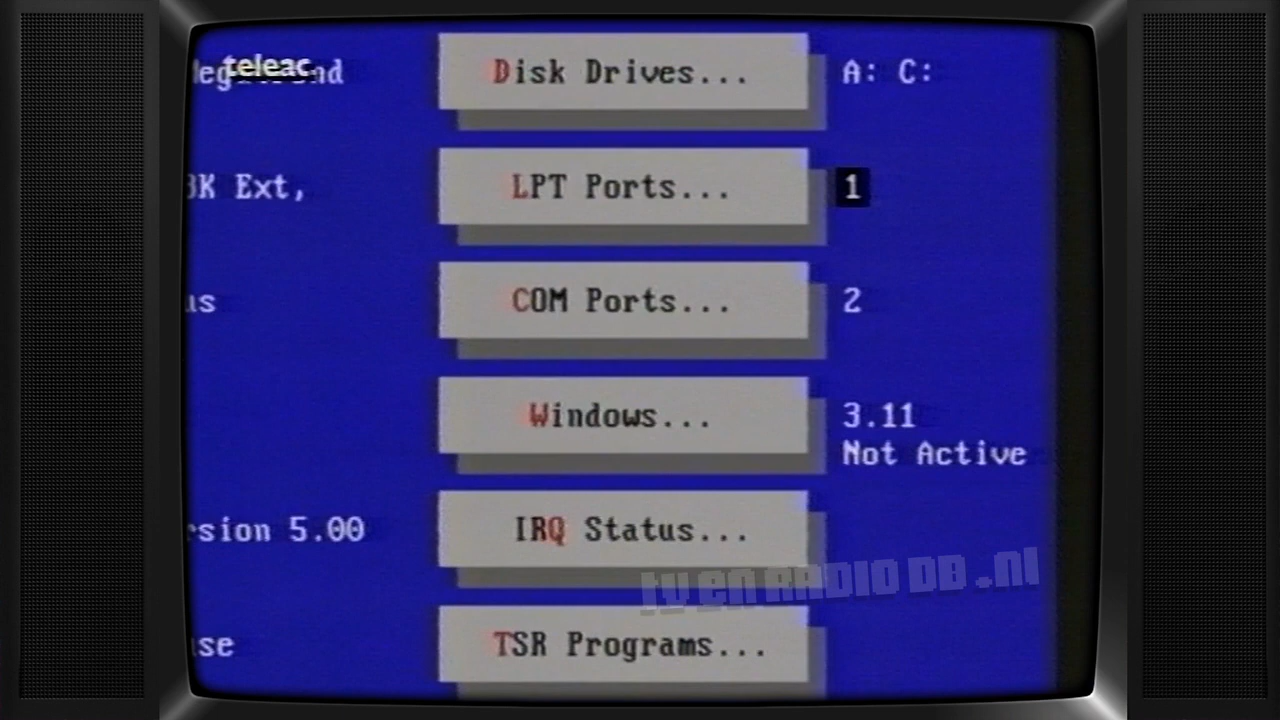 teleac
Disk Drives... A: C:
3K Ext, LPT Ports... 1
us COM Ports... 2
Windows... 3.11
Not Active
rsion 5.00 IRQ Status...
tv en RADIO DB .nl
use TSR Programs...